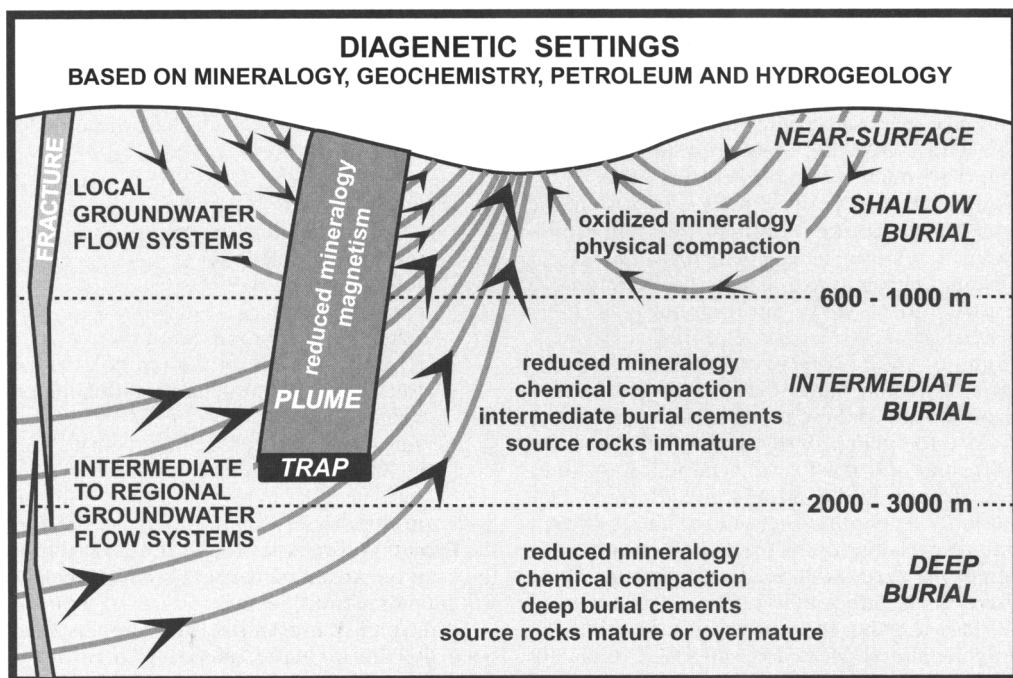 DIAGENETIC SETTINGS
BASED ON MINERALOGY, GEOCHEMISTRY, PETROLEUM AND HYDROGEOLOGY
FRACTURE
LOCAL
GROUNDWATER
FLOW SYSTEMS
reduced mineralogy
magnetism
PLUME
TRAP
INTERMEDIATE
TO REGIONAL
GROUNDWATER
FLOW SYSTEMS
NEAR-SURFACE
oxidized mineralogy
physical compaction
SHALLOW
BURIAL
600 - 1000 m
reduced mineralogy
chemical compaction
intermediate burial cements
source rocks immature
INTERMEDIATE
BURIAL
2000 - 3000 m
reduced mineralogy
chemical compaction
deep burial cements
source rocks mature or overmature
DEEP
BURIAL